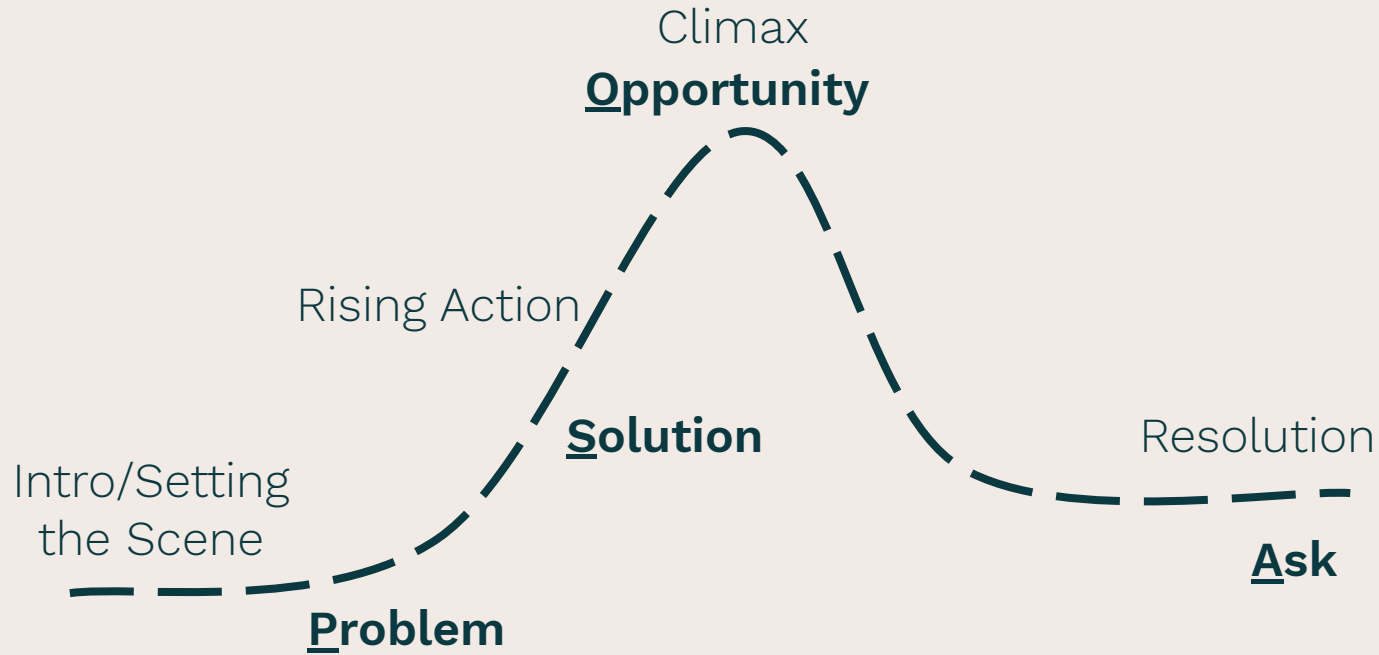 Climax
Opportunity
Rising Action
Solution
Resolution
Intro/Setting
the Scene
Ask
Problem